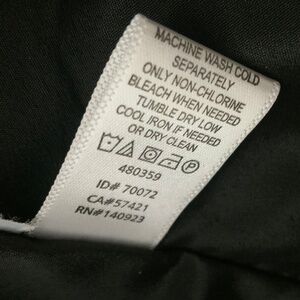 MACHINE WASH COLD
SEPARATELY
ONLY NON-CHLORINE
BLEACH WHEN NEEDED
TUMBLE DRY LOW
COOL IRON IF NEEDED
OR DRY CLEAN
480359
ID# 70072
CA#57421
RN#140923